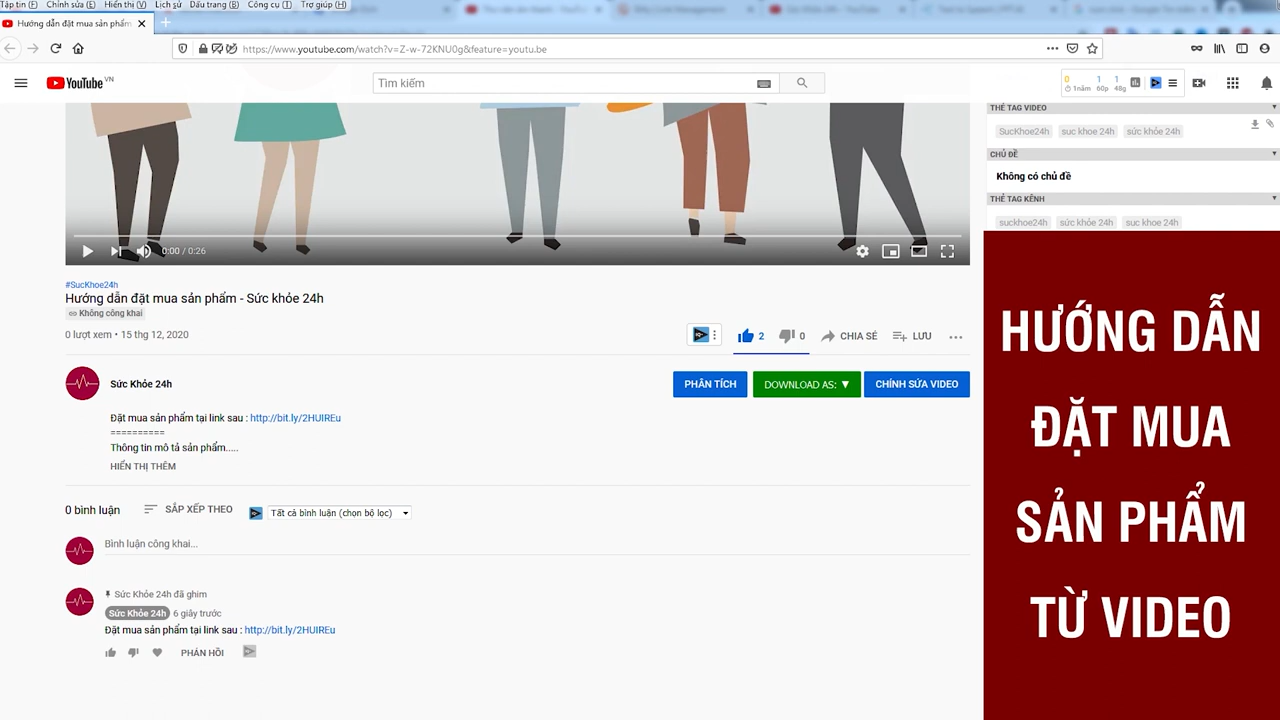 Tập tin (F) Chỉnh sửa (E) Hiển thị (V) Lịch sử Dấu trang (B) Công cụ (T) Trợ giúp (H)
Hướng dẫn đặt mua sản phẩm
https://www.youtube.com/watch?v=Z-w-72KNU0g&feature=youtu.be
YouTube VN
Tìm kiếm
0 1 1
1năm 60p 48g
THẺ TAG VIDEO
SucKhoe24h suc khoe 24h sức khỏe 24h
CHỦ ĐỀ
Không có chủ đề
THẺ TAG KÊNH
suckhoe24h sức khỏe 24h suc khoe 24h
0:00 / 0:26
#SucKhoe24h
Hướng dẫn đặt mua sản phẩm - Sức khỏe 24h
Không công khai
0 lượt xem • 15 thg 12, 2020
2 0 CHIA SẺ LƯU
Sức Khỏe 24h
PHÂN TÍCH DOWNLOAD AS: ▼ CHỈNH SỬA VIDEO
Đặt mua sản phẩm tại link sau : http://bit.ly/2HUIREu
==========
Thông tin mô tả sản phẩm.....
HIỂN THỊ THÊM
0 bình luận SẮP XẾP THEO Tất cả bình luận (chọn bộ lọc)
Bình luận công khai...
Sức Khỏe 24h đã ghim
Sức Khỏe 24h 6 giây trước
Đặt mua sản phẩm tại link sau : http://bit.ly/2HUIREu
PHẢN HỒI
HƯỚNG DẪN
ĐẶT MUA
SẢN PHẨM
TỪ VIDEO